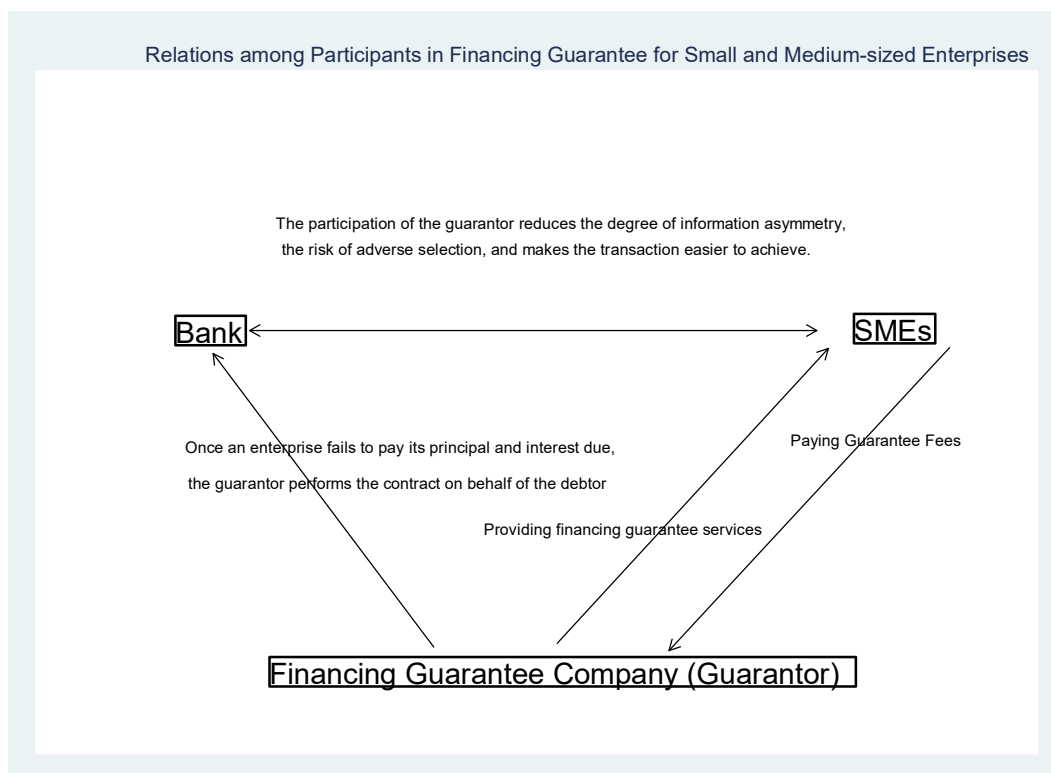 Relations among Participants in Financing Guarantee for Small and Medium-sized Enterprises
The participation of the guarantor reduces the degree of information asymmetry,
the risk of adverse selection, and makes the transaction easier to achieve.
Bank
SMEs
Once an enterprise fails to pay its principal and interest due,
the guarantor performs the contract on behalf of the debtor
Paying Guarantee Fees
Providing financing guarantee services
Financing Guarantee Company (Guarantor)